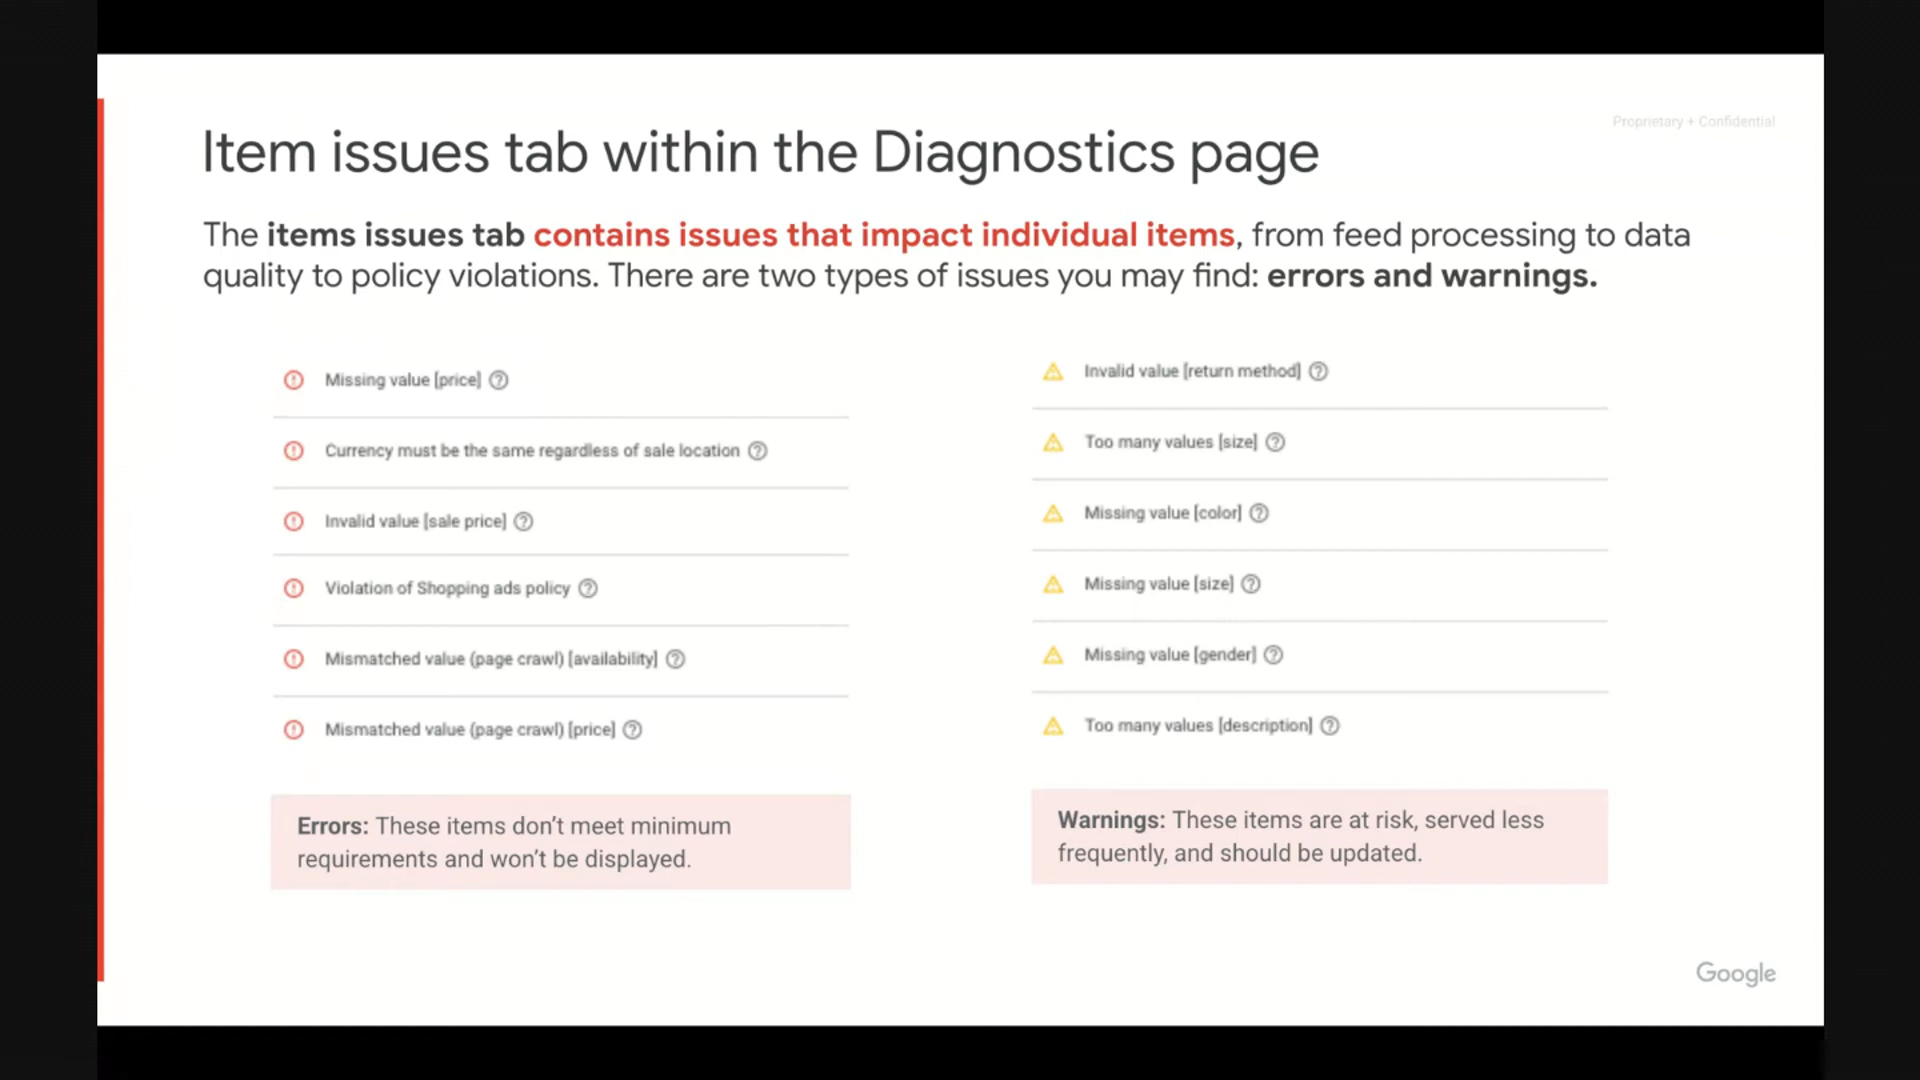 Proprietary + Confidential
Item issues tab within the Diagnostics page
The items issues tab contains issues that impact individual items, from feed processing to data
quality to policy violations. There are two types of issues you may find: errors and warnings.
Missing value [price]
Currency must be the same regardless of sale location
Invalid value [sale price]
Violation of Shopping ads policy
Mismatched value (page crawl) [availability]
Mismatched value (page crawl) [price]
Errors: These items don’t meet minimum
requirements and won’t be displayed.
Invalid value [return method]
Too many values [size]
Missing value [color]
Missing value [size]
Missing value [gender]
Too many values [description]
Warnings: These items are at risk, served less
frequently, and should be updated.
Google